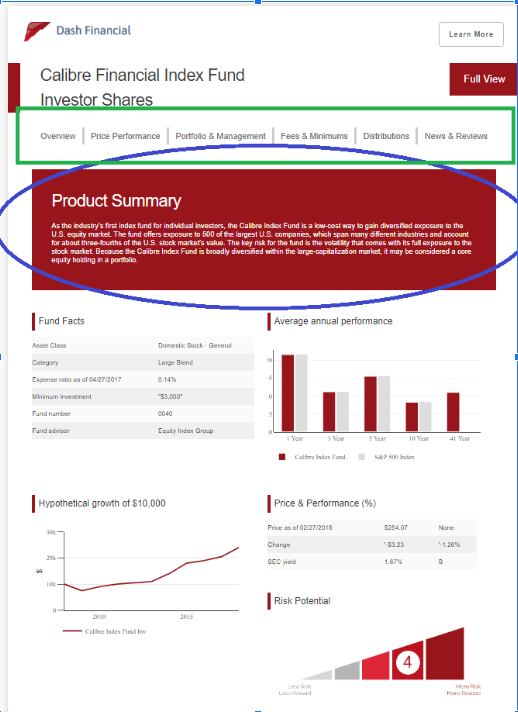 Dash Financial
Learn More
Calibre Financial Index Fund
Investor Shares
Full View
Overview
Price Performance
Portfolio & Management
Fees & Minimums
Distributions
News & Reviews
Product Summary
As the industry's first index fund for individual investors, the Calibre Index Fund is a low-cost way to gain diversified exposure to the
U.S. equity market. The fund offers exposure to 500 of the largest U.S. companies, which span many different industries and account
for about three-fourths of the U.S. stock market's value. The key risk for the fund is the volatility that comes with its full exposure to the
stock market. Because the Calibre Index Fund is broadly diversified within the large-capitalization market, it may be considered a core
equity holding in a portfolio.
Fund Facts
Asset Class Domestic Stock - General
Category Large Blend
Expense ratio as of 04/27/2017 0.14%
Minimum investment "$3,000"
Fund number 0040
Fund advisor Equity Index Group
Average annual performance
5
5
0
1 Year 3 Year 5 Year 10 Year 41 Year
Calibre Index Fund S&P 500 Index
Hypothetical growth of $10,000
30k
20k
10k
0
$
2010 2015
Calibre Index Fund Inv
Price & Performance (%)
Price as of 02/27/2018 $254.07 None
Change '-$3.23 '-1.26%
SEC yield 1.87% B
Risk Potential
4
Less Risk
Less Reward
More Risk
More Reward